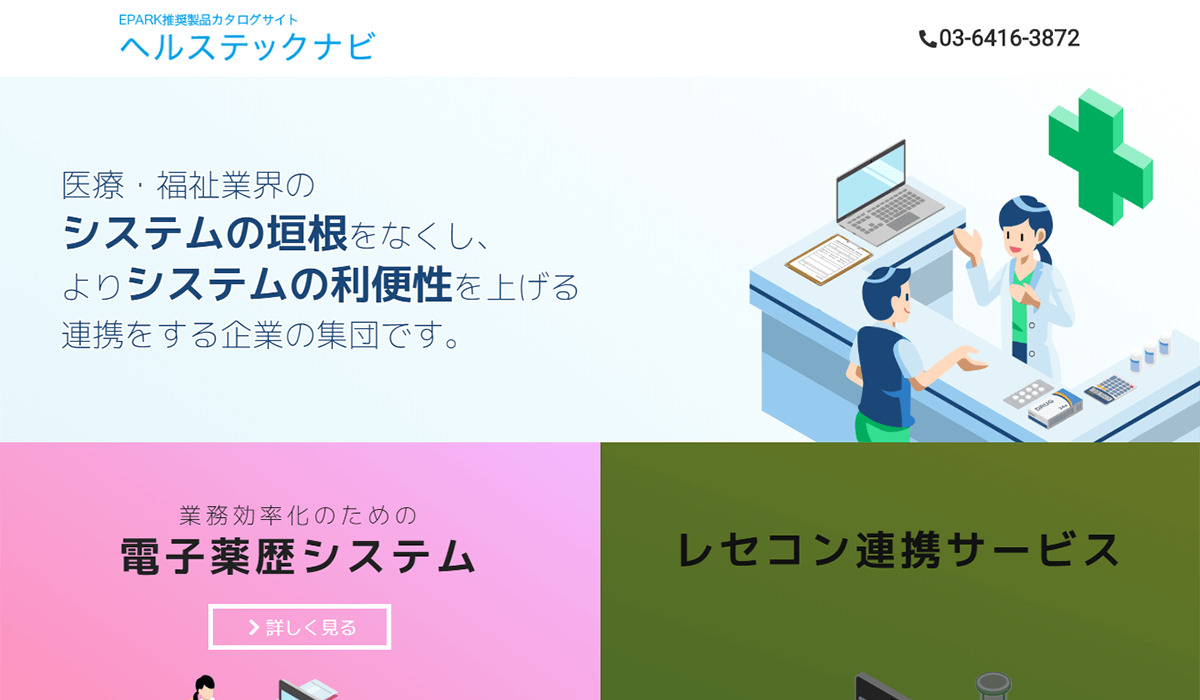 EPARK推奨製品カタログサイト
ヘルステックナビ
03-6416-3872
医療・福祉業界の
システムの垣根をなくし、
よりシステムの利便性を上げる
連携をする企業の集団です。
DRUG
業務効率化のための
電子薬歴システム
詳しく見る
レセコン連携サービス